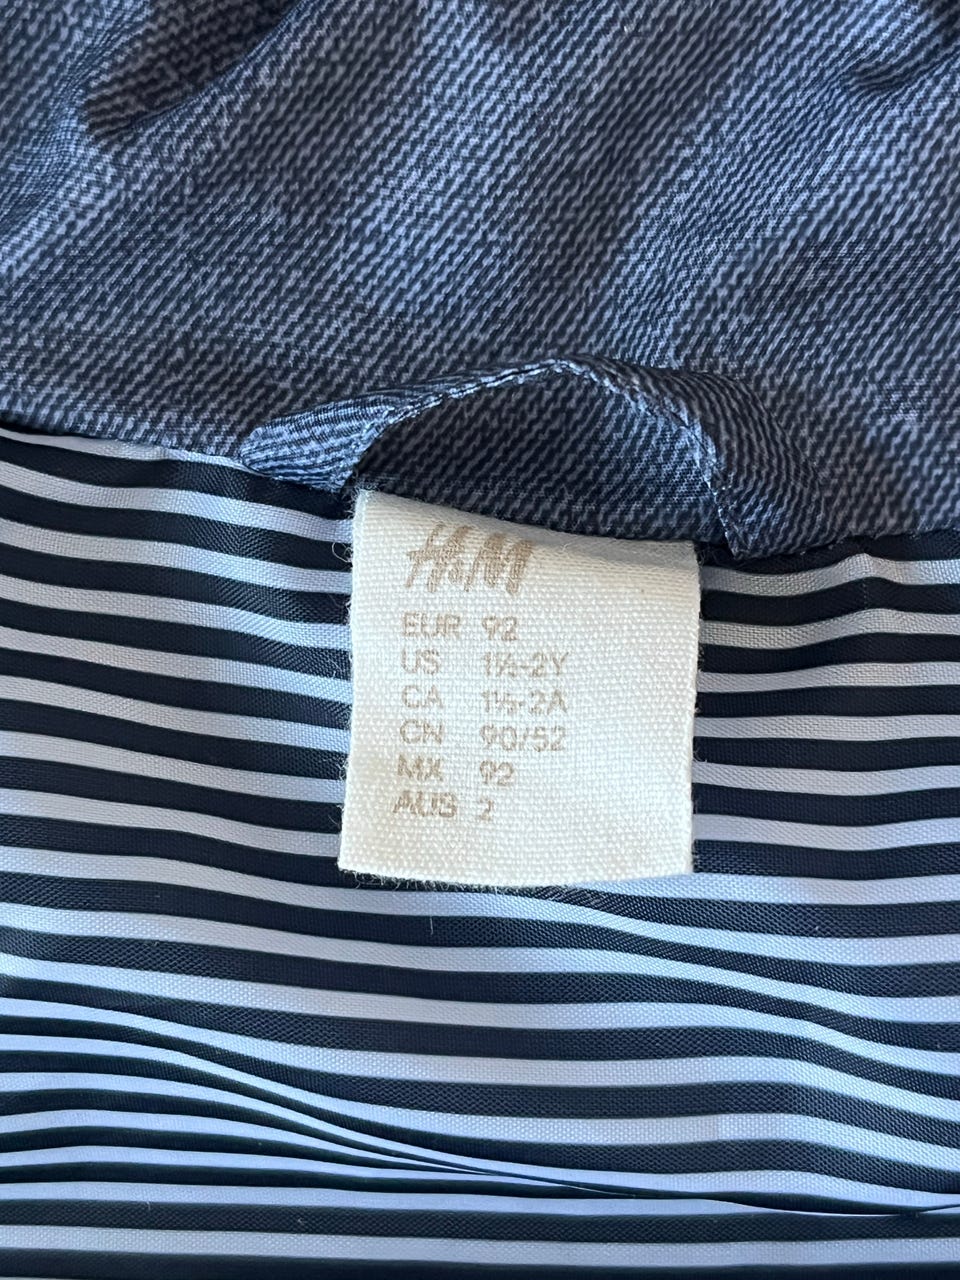 H&M
EUR 92
US 1½-2Y
CA 1½-2A
CN 90/52
MX 92
AUS 2